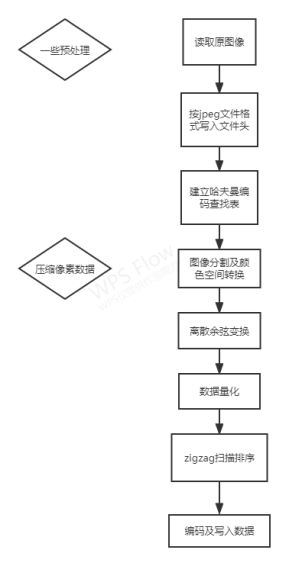 一些预处理
读取原图像
按jpeg文件格
式写入文件头
建立哈夫曼编
码查找表
压缩像素数据
图像分割及颜
色空间转换
离散余弦变换
数据量化
zigzag扫描排序
编码及写入数据
WPS Flow